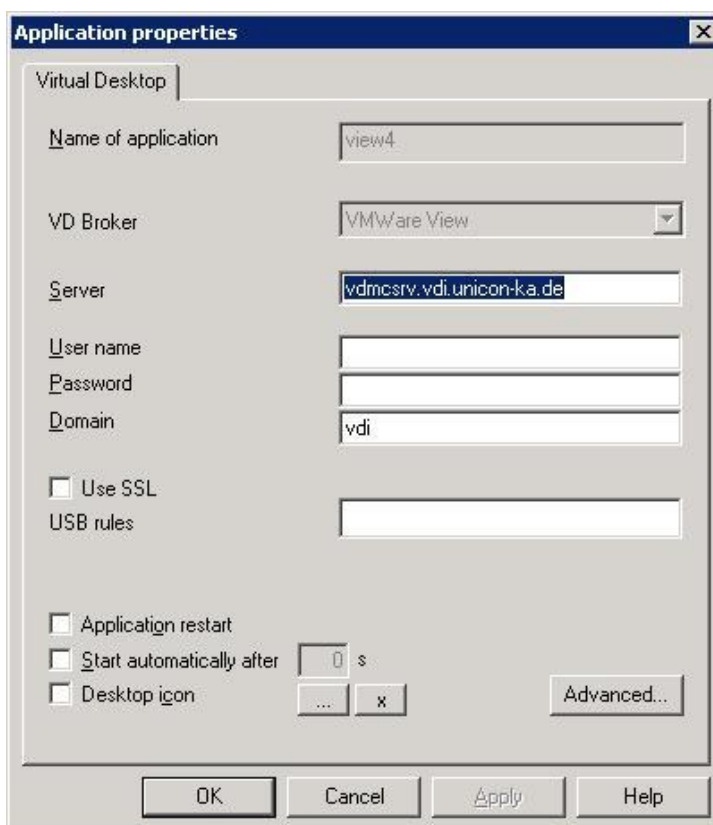 Application properties
Virtual Desktop
Name of application view4
VD Broker VMWare View
Server vdmcsrv.vdi.unicon-ka.de
User name
Password
Domain vdi
Use SSL
USB rules
Application restart
Start automatically after 0 s
Desktop icon ... x Advanced...
OK Cancel Apply Help